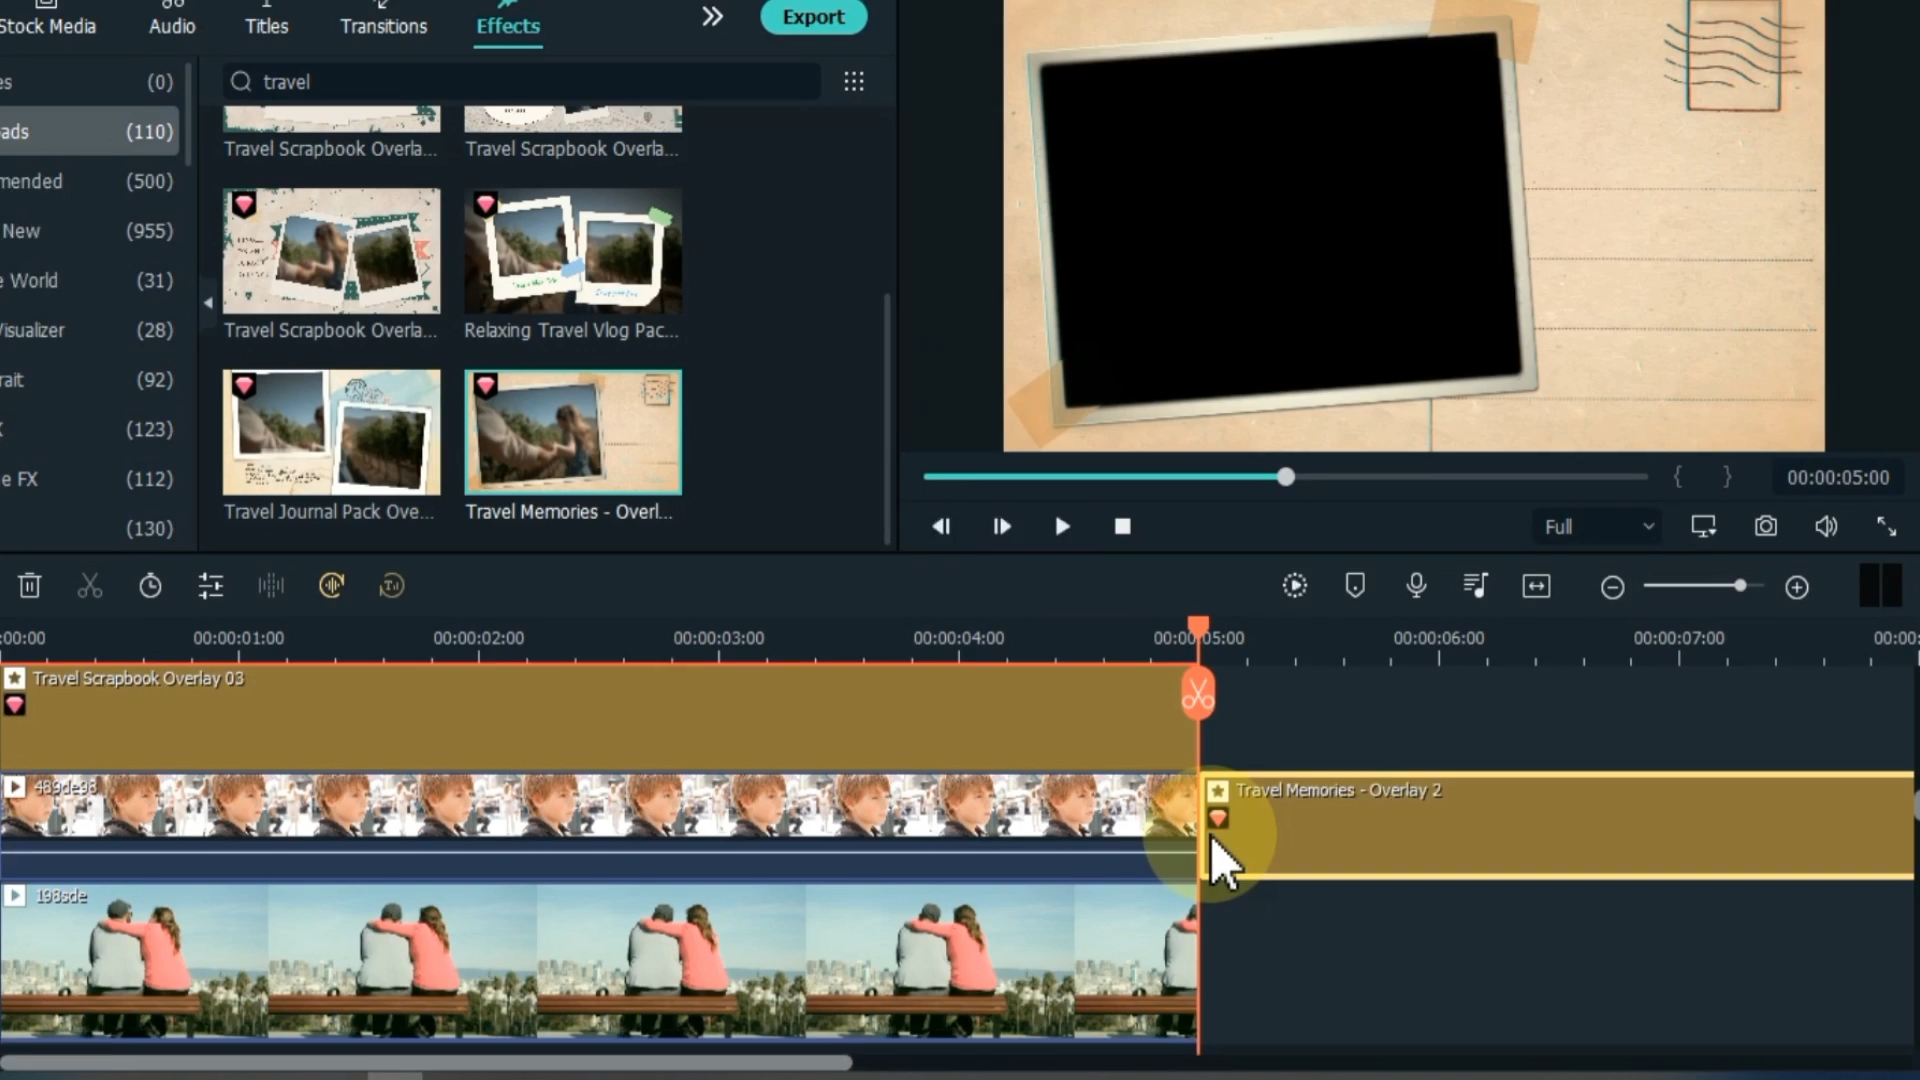 Stock Media
Audio
Titles
Transitions
Effects
Export
es (0)
travel
ads (110)
mended (500)
New (955)
e World (31)
Visualizer (28)
rait (92)
X (123)
e FX (112)
(130)
Travel Scrapbook Overla...
Travel Scrapbook Overla...
Travel Scrapbook Overla...
Relaxing Travel Vlog Pac...
Travel Journal Pack Ove...
Travel Memories - Overl...
{ }
00:00:05:00
Full
:00:00
00:00:01:00
00:00:02:00
00:00:03:00
00:00:04:00
00:00:05:00
00:00:06:00
00:00:07:00
00:00:
Travel Scrapbook Overlay 03
489de98
Travel Memories - Overlay 2
198sde